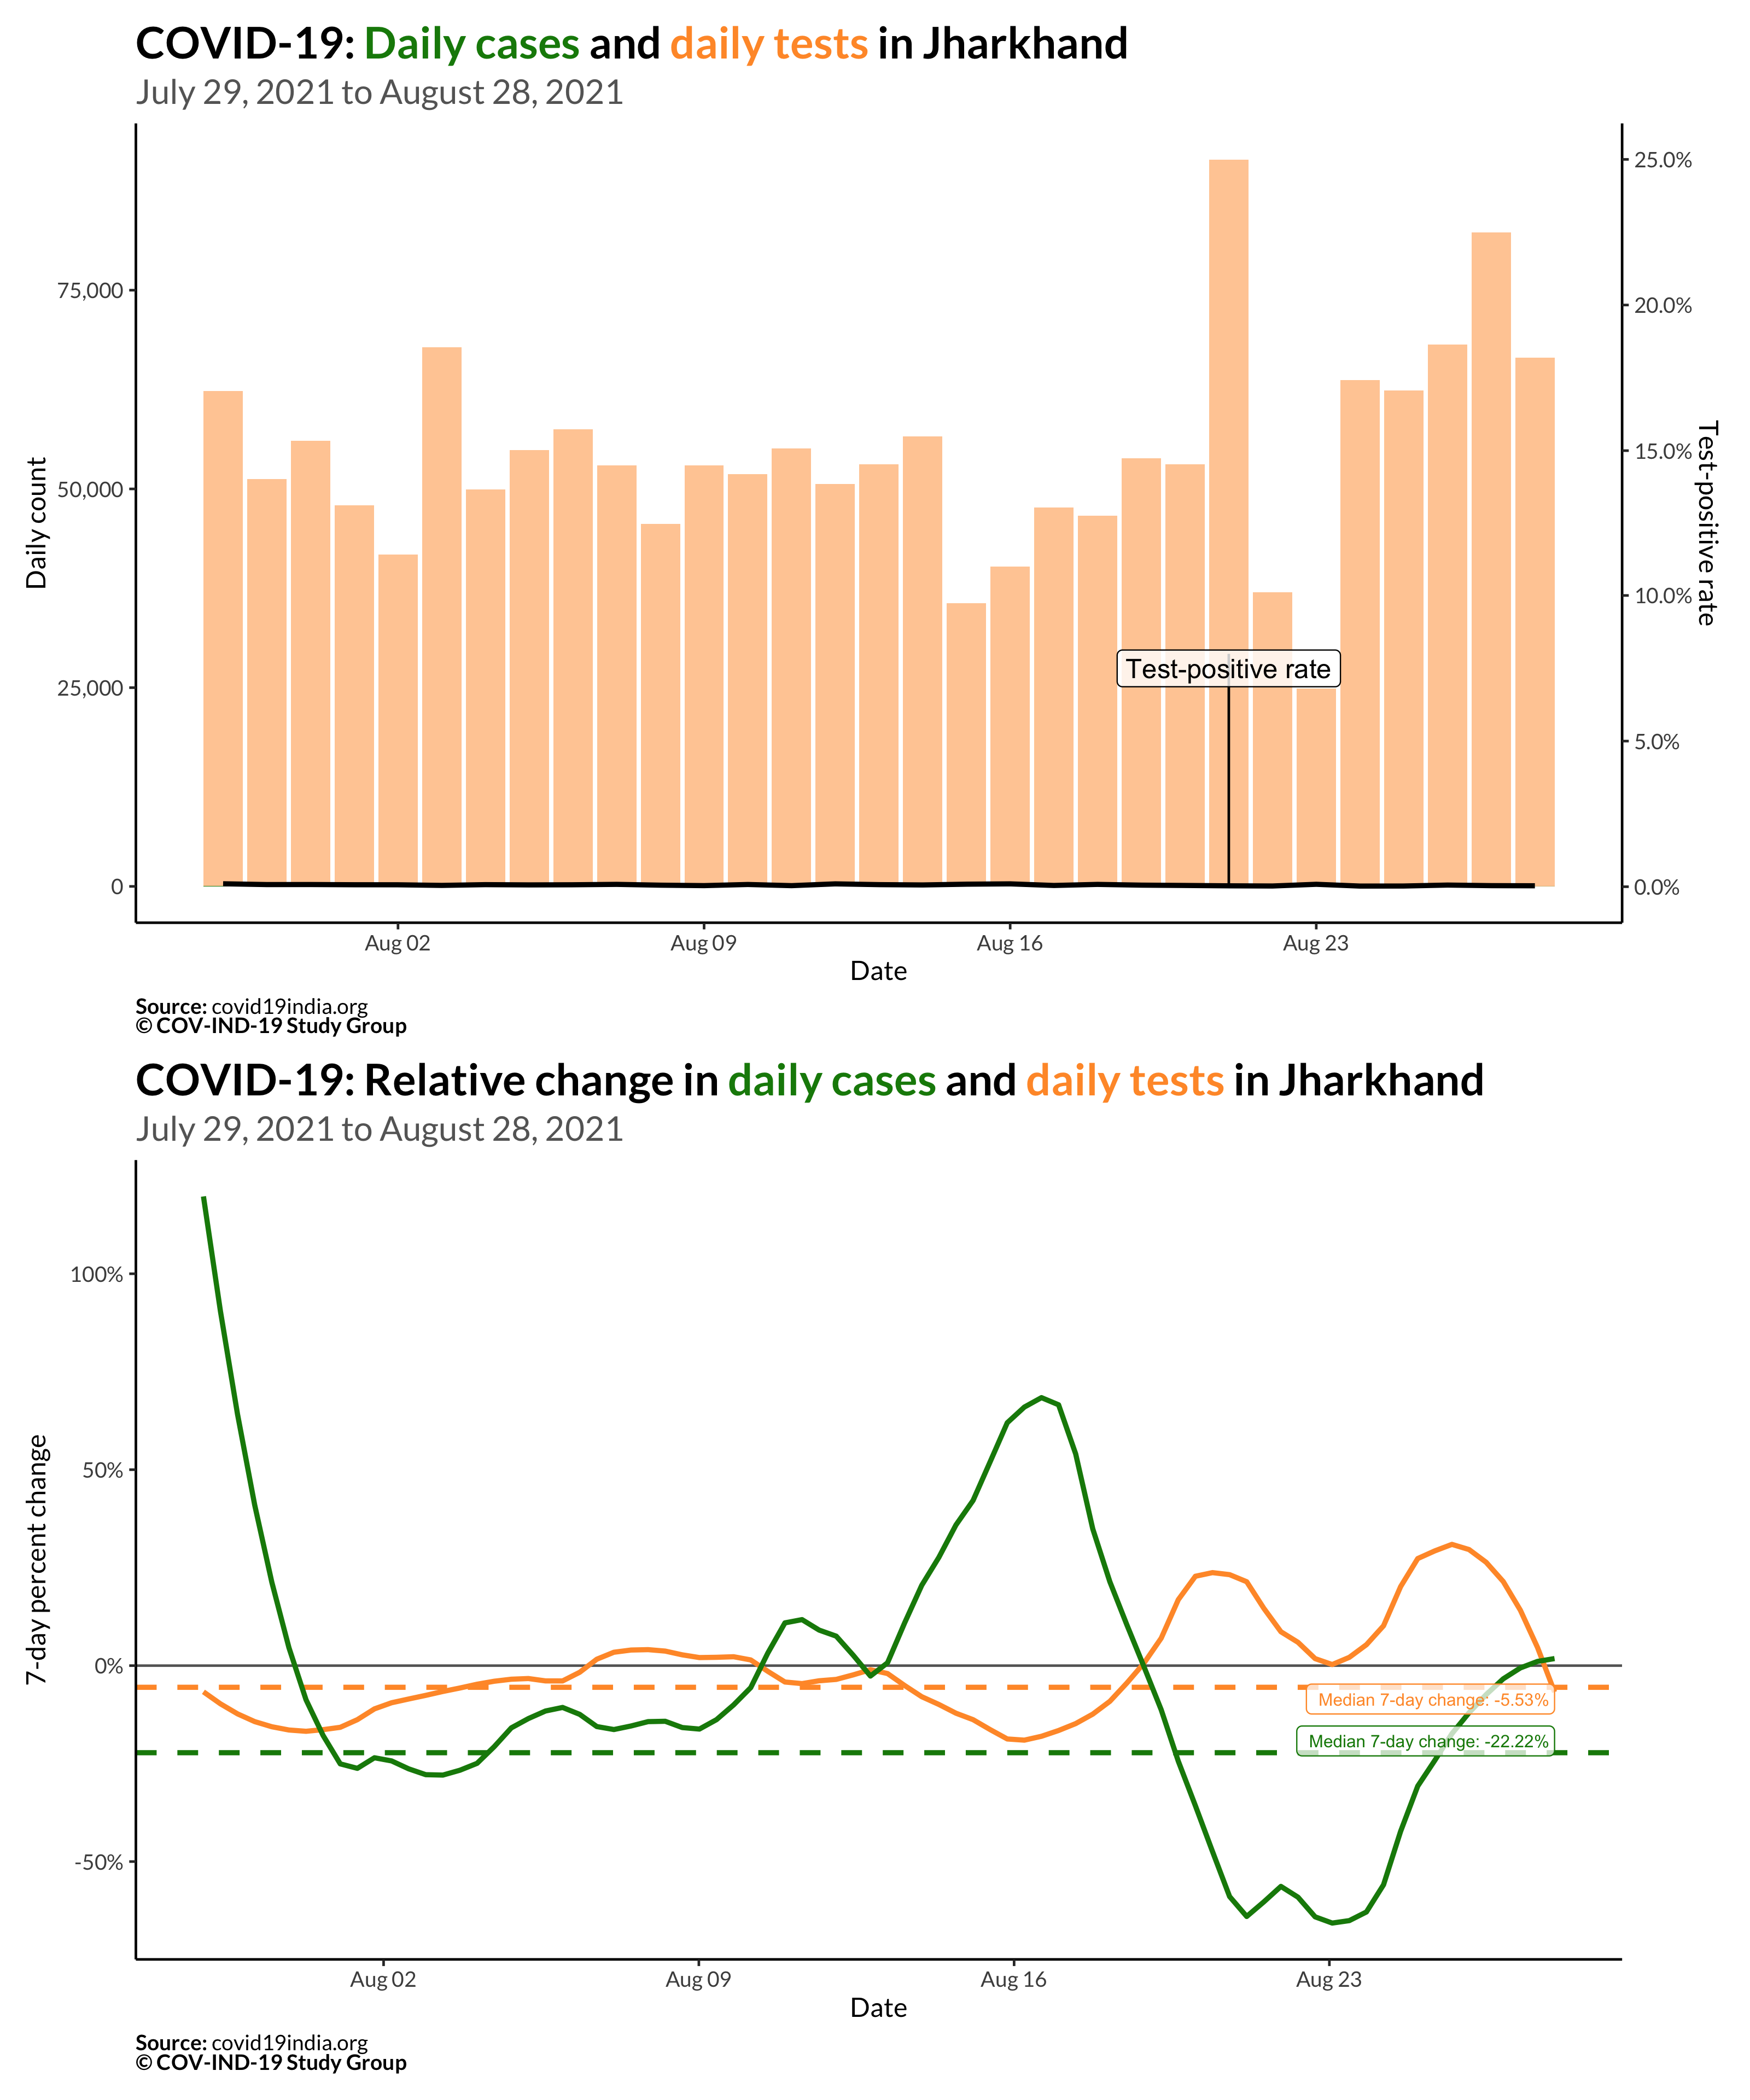 COVID-19: Daily cases and daily tests in Jharkhand
July 29, 2021 to August 28, 2021
Daily count
75,000
50,000
25,000
0
25.0%
20.0%
15.0%
10.0%
5.0%
0.0%
Test-positive rate
Test-positive rate
Aug 02
Aug 09
Aug 16
Aug 23
Date
Source: covid19india.org
© COV-IND-19 Study Group
COVID-19: Relative change in daily cases and daily tests in Jharkhand
July 29, 2021 to August 28, 2021
7-day percent change
100%
50%
0%
-50%
Median 7-day change: -5.53%
Median 7-day change: -22.22%
Aug 02
Aug 09
Aug 16
Aug 23
Date
Source: covid19india.org
© COV-IND-19 Study Group